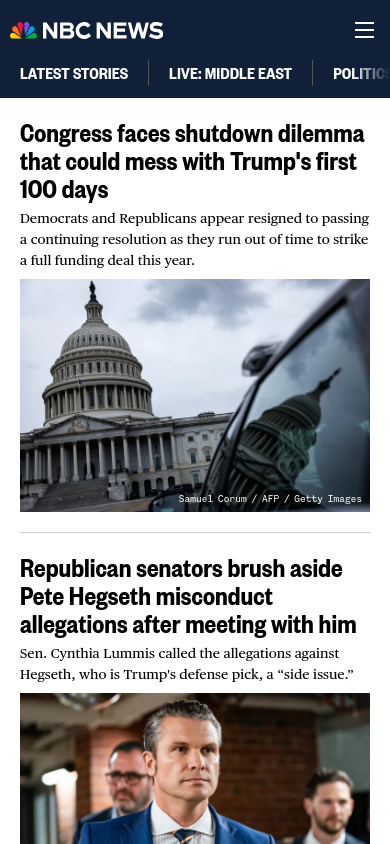 NBC NEWS
LATEST STORIES
LIVE: MIDDLE EAST
POLITICS
Congress faces shutdown dilemma
that could mess with Trump's first
100 days
Democrats and Republicans appear resigned to passing
a continuing resolution as they run out of time to strike
a full funding deal this year.
Samuel Corum / AFP / Getty Images
Republican senators brush aside
Pete Hegseth misconduct
allegations after meeting with him
Sen. Cynthia Lummis called the allegations against
Hegseth, who is Trump's defense pick, a “side issue.”